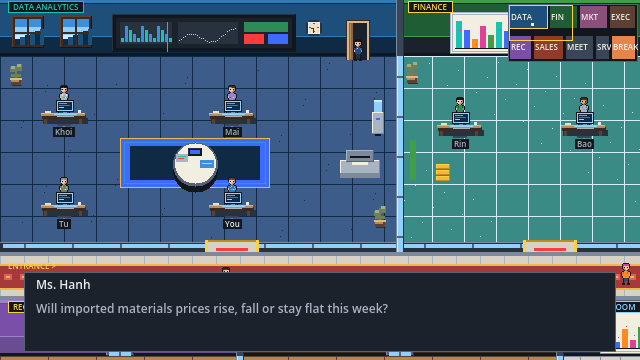 DATA ANALYTICS
FINANCE
DATA
FIN
MKT
EXEC
REC
SALES
MEET
SRV
BREAK
Khoi
Mai
Rin
Bao
Tu
You
ENTRANCE >
Ms. Hanh
Will imported materials prices rise, fall or stay flat this week?